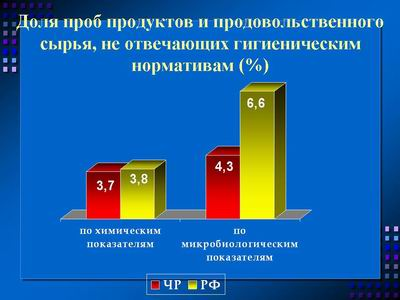 Доля проб продуктов и продовольственного
сырья, не отвечающих гигиеническим
нормативам (%)
3,7
3,8
4,3
6,6
по химическим
показателям
по
микробиологическим
показателям
ЧР РФ